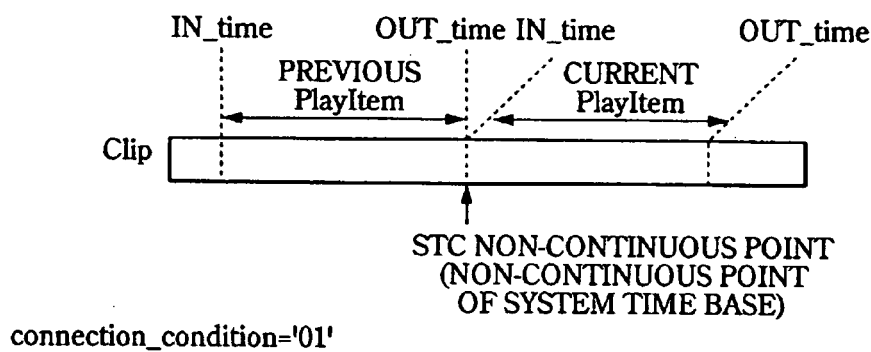 IN_time OUT_time IN_time OUT_time
PREVIOUS PlayItem
CURRENT PlayItem
Clip
STC NON-CONTINUOUS POINT
(NON-CONTINUOUS POINT
OF SYSTEM TIME BASE)
connection_condition='01'